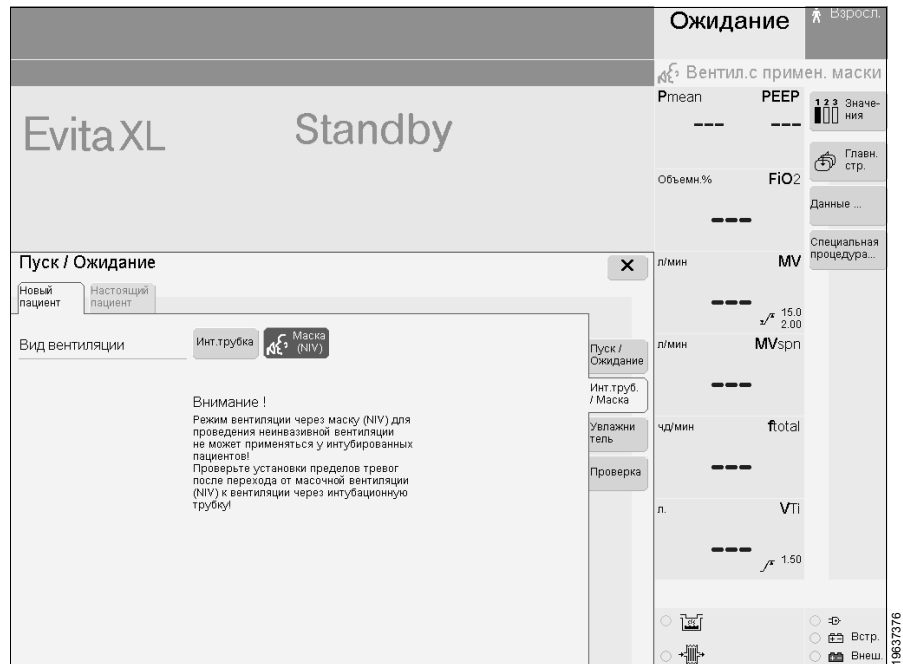 Ожидание
Взросл.
Вентил.с примен. маски
Evita XL
Standby
Pmean
PEEP
---
---
1 2 3 Значе-
ния
Главн.
стр.
Объемн.%
FiO2
---
Данные ...
Специальная
процедура...
Пуск / Ожидание
X
Новый
пациент
Настоящий
пациент
Вид вентиляции
Инт.трубка
Маска
(NIV)
Внимание !
Режим вентиляции через маску (NIV) для
проведения неинвазивной вентиляции
не может применяться у интубированных
пациентов!
Проверьте установки пределов тревог
после перехода от масочной вентиляции
(NIV) к вентиляции через интубационную
трубку!
Пуск /
Ожидание
Инт.труб.
/ Маска
Увлажни
тель
Проверка
л/мин
MV
---
15.0
2.00
л/мин
MVspn
---
чд/мин
ftotal
---
л.
VTi
---
1.50
Встр.
Внеш.
19637376